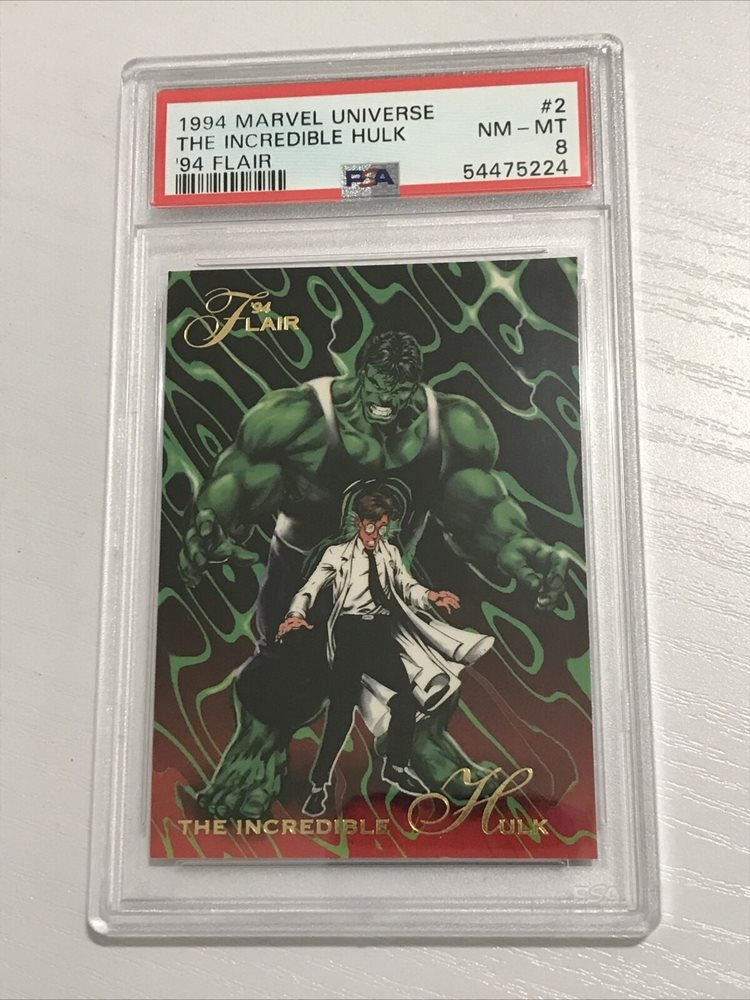 1994 MARVEL UNIVERSE #2
THE INCREDIBLE HULK NM - MT
'94 FLAIR 8
PSA 54475224
'94
FLAIR
THE INCREDIBLE HULK
PSA